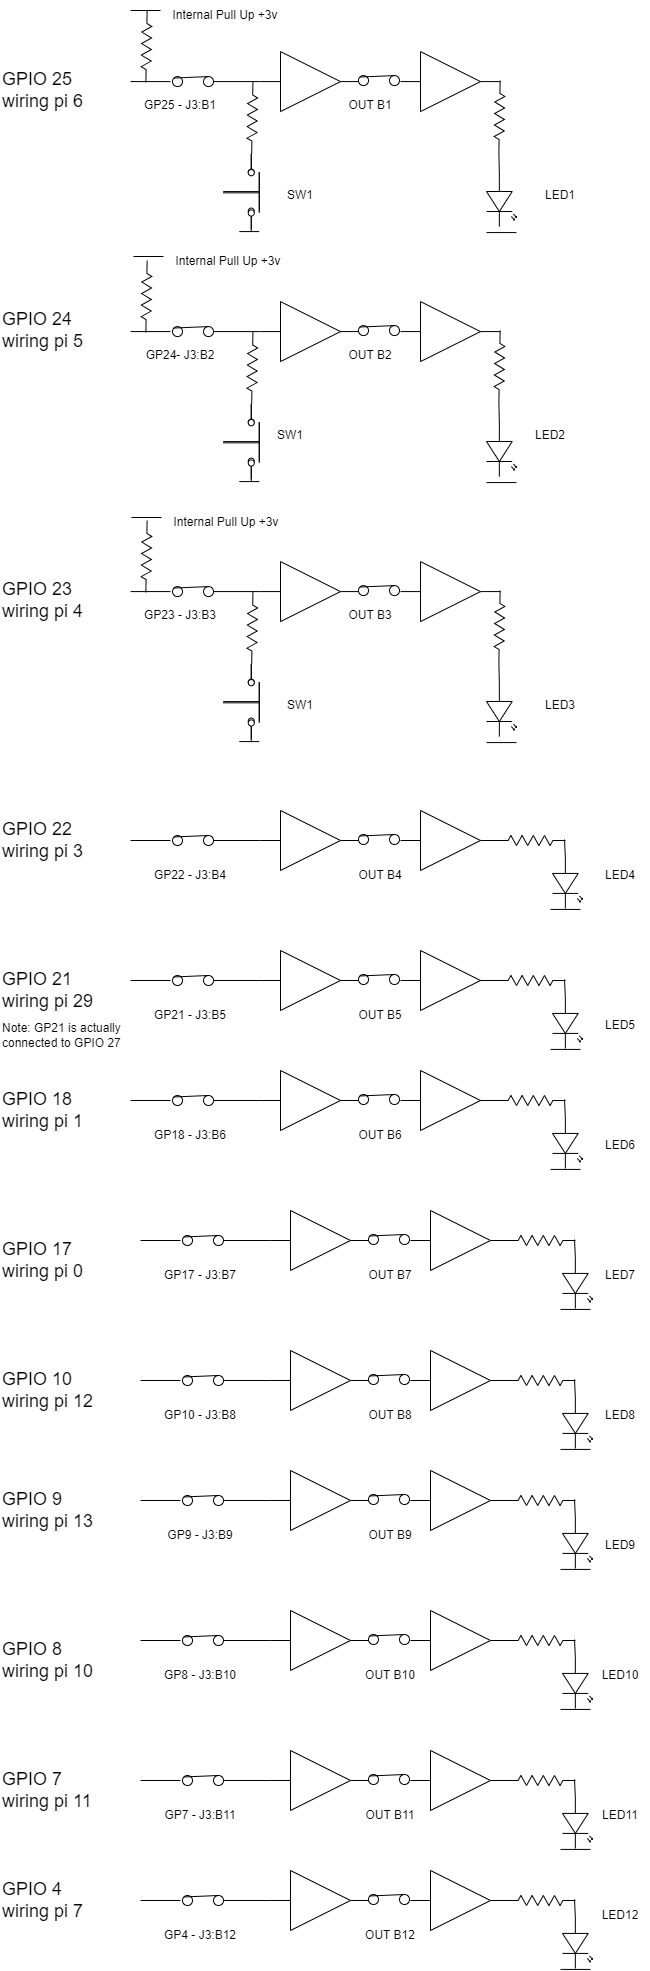 Internal Pull Up +3v
GPIO 25
wiring pi 6
GP25 - J3:B1
OUT B1
SW1
LED1
Internal Pull Up +3v
GPIO 24
wiring pi 5
GP24- J3:B2
OUT B2
SW1
LED2
Internal Pull Up +3v
GPIO 23
wiring pi 4
GP23 - J3:B3
OUT B3
SW1
LED3
GPIO 22
wiring pi 3
GP22 - J3:B4
OUT B4
LED4
GPIO 21
wiring pi 29
Note: GP21 is actually
connected to GPIO 27
GP21 - J3:B5
OUT B5
LED5
GPIO 18
wiring pi 1
GP18 - J3:B6
OUT B6
LED6
GPIO 17
wiring pi 0
GP17 - J3:B7
OUT B7
LED7
GPIO 10
wiring pi 12
GP10 - J3:B8
OUT B8
LED8
GPIO 9
wiring pi 13
GP9 - J3:B9
OUT B9
LED9
GPIO 8
wiring pi 10
GP8 - J3:B10
OUT B10
LED10
GPIO 7
wiring pi 11
GP7 - J3:B11
OUT B11
LED11
GPIO 4
wiring pi 7
GP4 - J3:B12
OUT B12
LED12